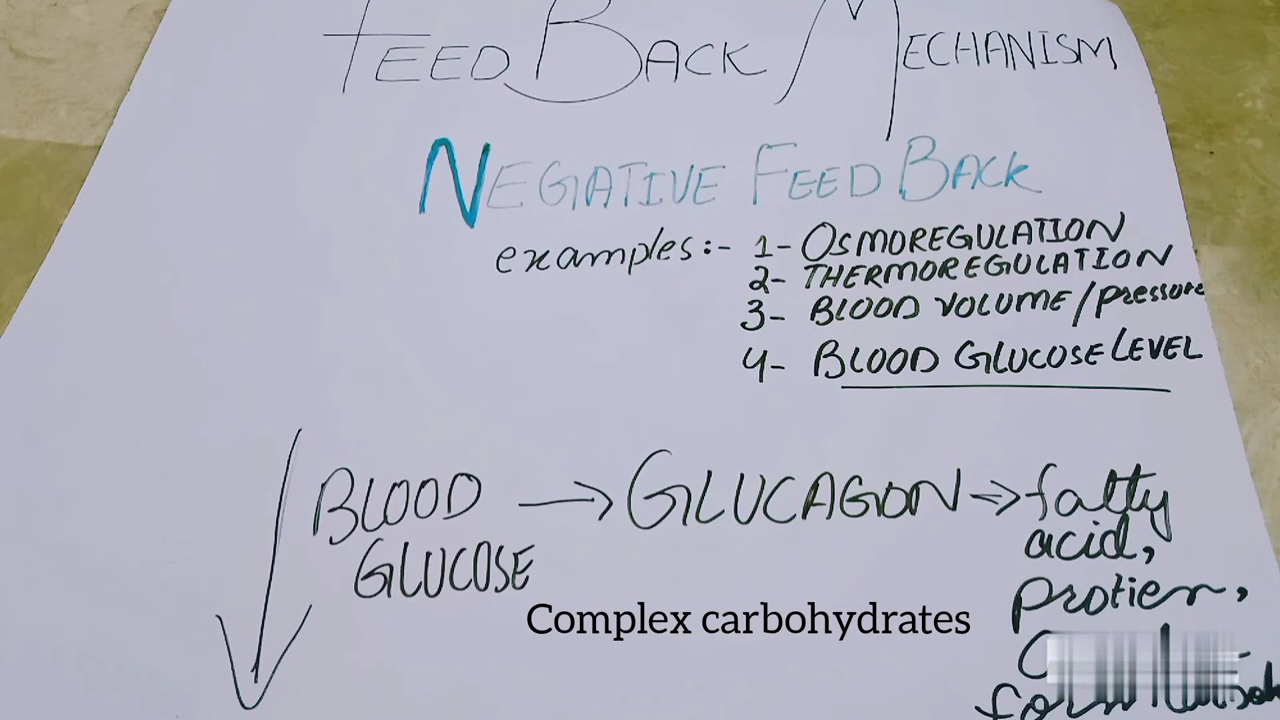 FEED BACK MECHANISM
NEGATIVE FEED BACK
examples:- 1- OSMOREGULATION
2- THERMOREGULATION
3- BLOOD VOLUME/pressure
4- BLOOD GLUCOSE LEVEL
BLOOD → GLUCAGON → fatty
GLUCOSE
acid,
protien,
Complex carbohydrates